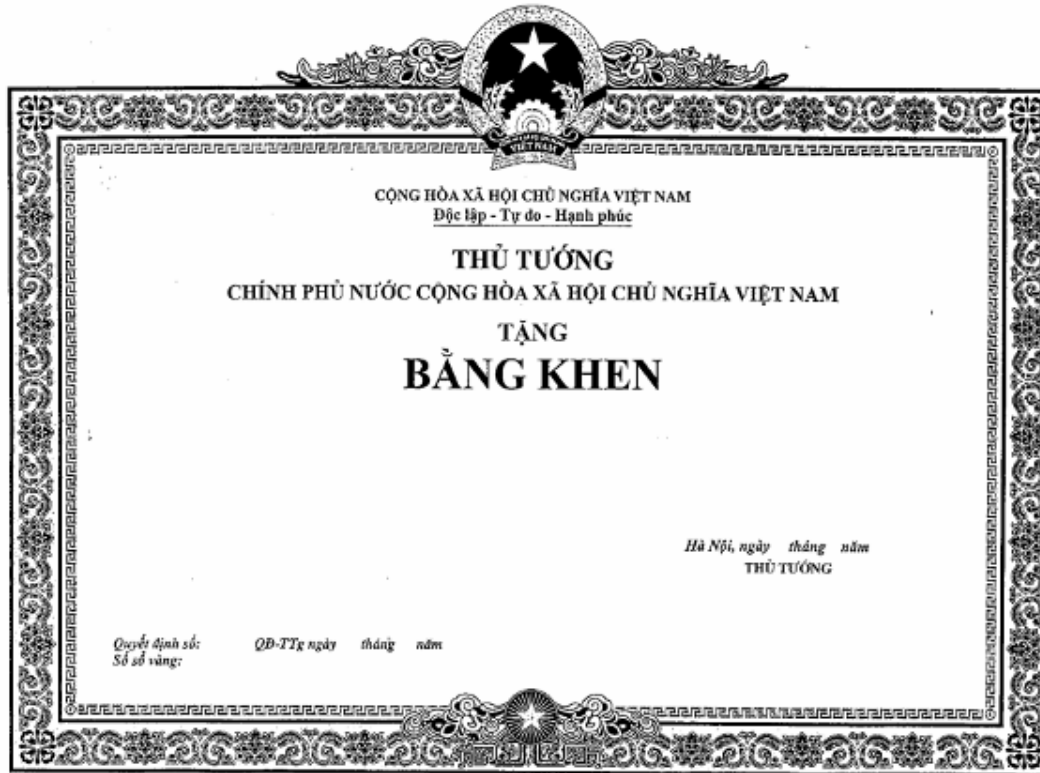 VIỆT NAM
CỘNG HÒA XÃ HỘI CHỦ NGHĨA VIỆT NAM
Độc lập - Tự do - Hạnh phúc
THỦ TƯỚNG
CHÍNH PHỦ NƯỚC CỘNG HÒA XÃ HỘI CHỦ NGHĨA VIỆT NAM
TẶNG
BẰNG KHEN
Hà Nội, ngày tháng năm
THỦ TƯỚNG
Quyết định số: QĐ-TTg ngày tháng năm
Số sổ vàng: